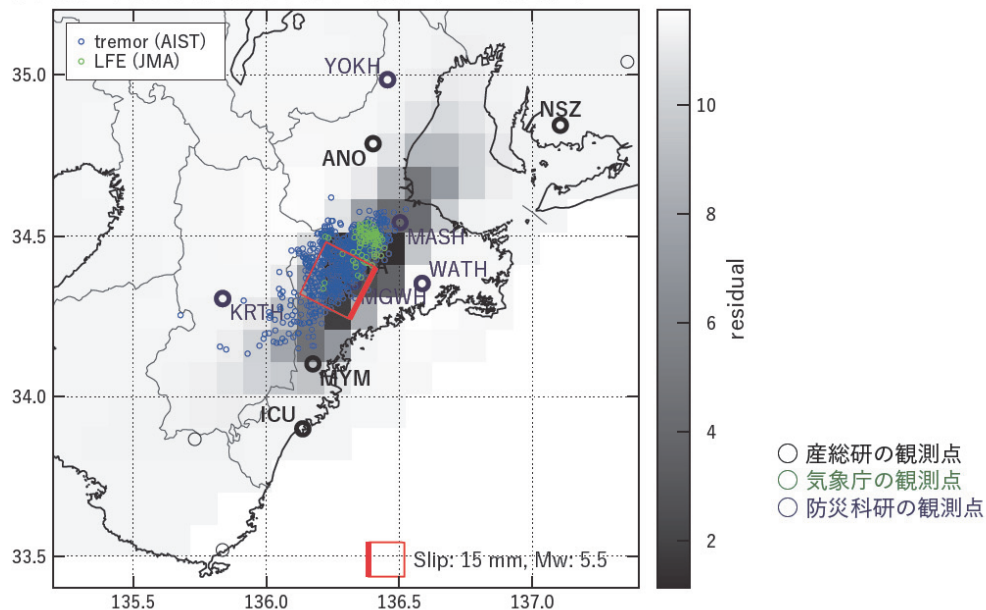 tremor (AIST)
LFE (JMA)
YOKH
NSZ
ANO
MASH
WATH
MGWH
KRTH
MYM
ICU
Slip: 15 mm, Mw: 5.5
35.0
34.5
34.0
33.5
135.5
136.0
136.5
137.0
10
8
6
4
2
residual
産総研の観測点
気象庁の観測点
防災科研の観測点